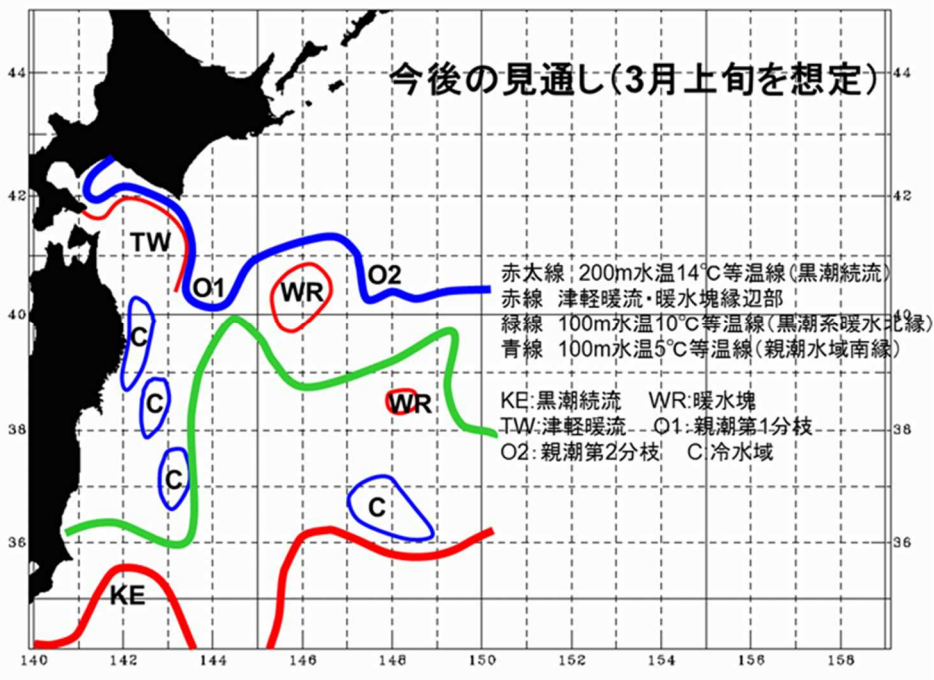 今後の見通し(3月上旬を想定)
44
44
42
42
TW
O1
WR
O2
赤太線 200m水温14℃等温線(黒潮続流)
赤線 津軽暖流・暖水塊縁辺部
40
40
緑線 100m水温10℃等温線(黒潮系暖水北縁)
青線 100m水温5℃等温線(親潮水域南縁)
C
C
WR
KE:黒潮続流 WR:暖水塊
TW:津軽暖流 O1:親潮第1分枝
38
38
O2:親潮第2分枝 C:冷水域
C
C
36
36
KE
140 142 144 146 148 150 152 154 156 158